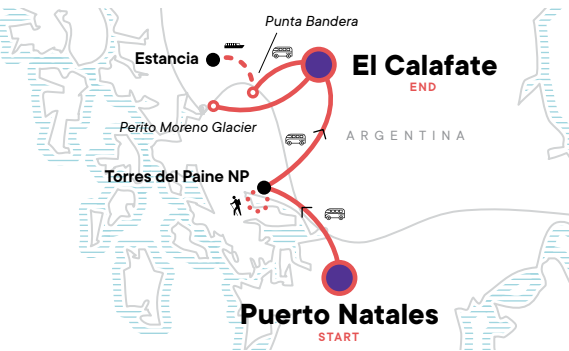 Punta Bandera
Estancia
El Calafate
END
Perito Moreno Glacier
ARGENTINA
Torres del Paine NP
Puerto Natales
START